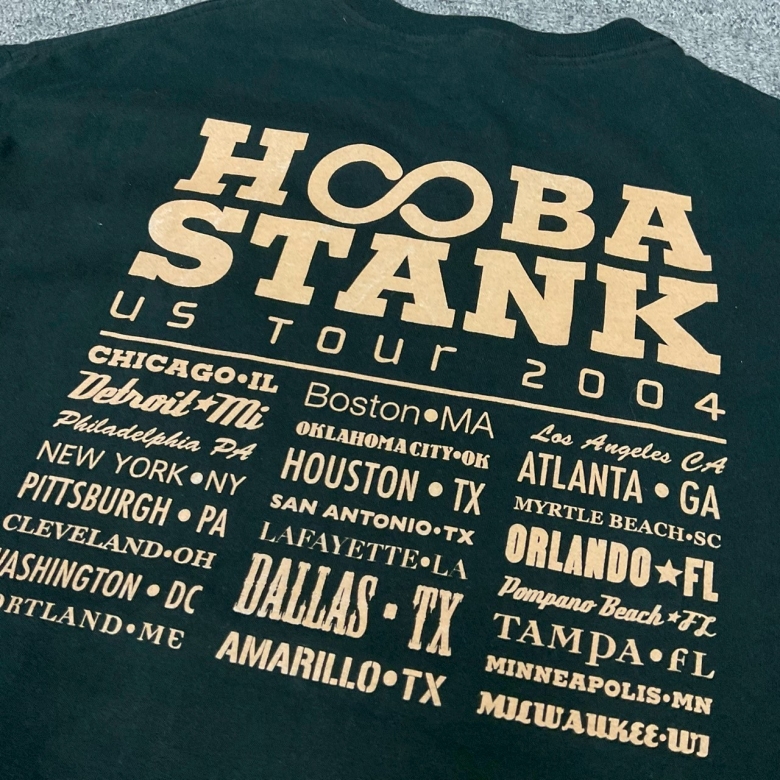 HOOBA
STANK
US Tour 2004
CHICAGO•IL
Detroit★Mi
Philadelphia PA
NEW YORK•NY
PITTSBURGH • PA
CLEVELAND•OH
WASHINGTON • DC
PORTLAND•ME
Boston•MA
OKLAHOMA CITY•OK
HOUSTON • TX
SAN ANTONIO•TX
LAFAYETTE•LA
DALLAS • TX
AMARILLO•TX
Los Angeles CA
ATLANTA • GA
MYRTLE BEACH•SC
ORLANDO★FL
Pompano Beach★FL
TAMPA•FL
MINNEAPOLIS•MN
MILWAUKEE•WI